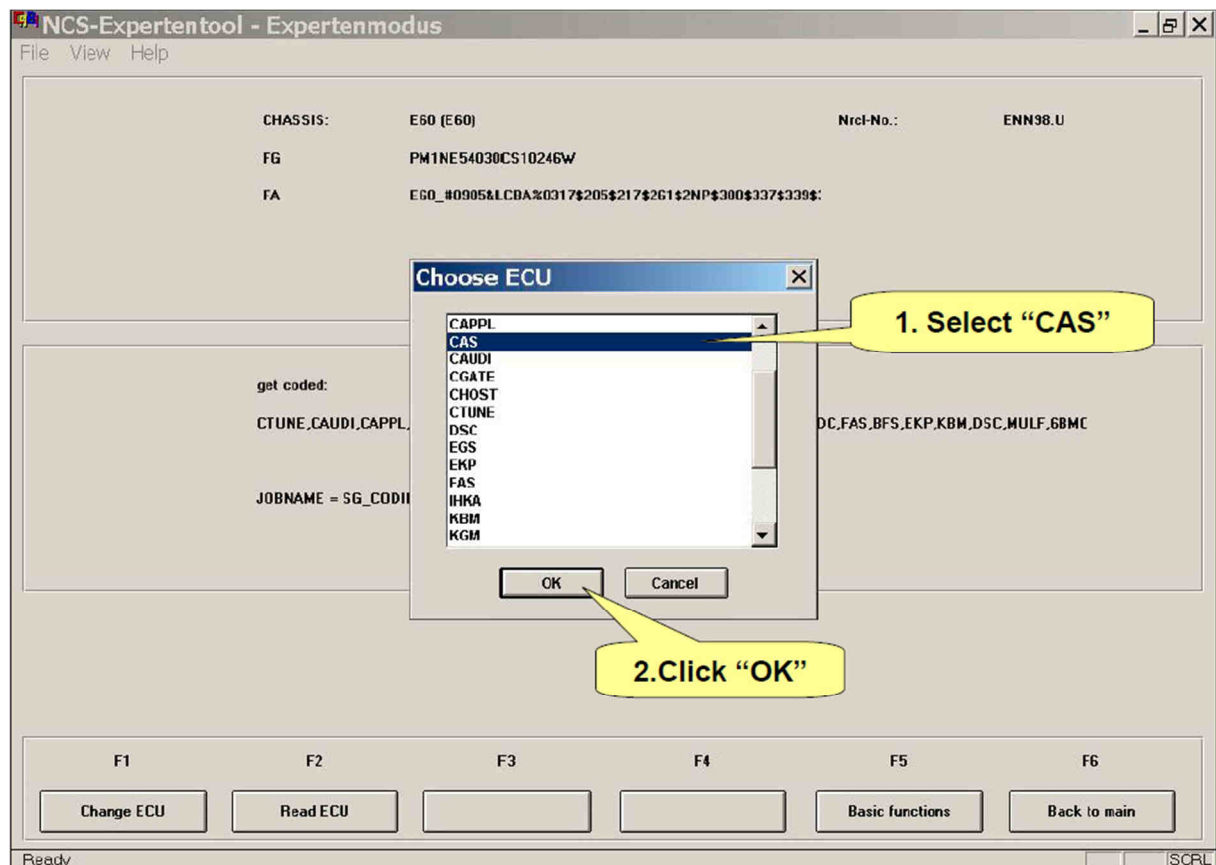 NCS-Expertentool - Expertenmodus
File View Help
CHASSIS: E60 (E60) Nrcl-No.: ENN98.U
FG PM1NE54030CS10246W
FA E60_#0905&LCBA%0317$205$217$261$2NP$300$337$339$:
Choose ECU
CAPPL
CAS
CAUDI
CGATE
CHOST
CTUNE
DSC
EGS
EKP
FAS
IHKA
KBM
KGM
OK Cancel
1. Select “CAS”
2.Click “OK”
get coded:
CTUNE,CAUDI,CAPPL, DC,FAS,BFS,EKP,KBM,DSC,MULF,6BMC
JOBNAME = SG_CODI
F1 F2 F3 F4 F5 F6
Change ECU Read ECU Basic functions Back to main
Ready SCRL